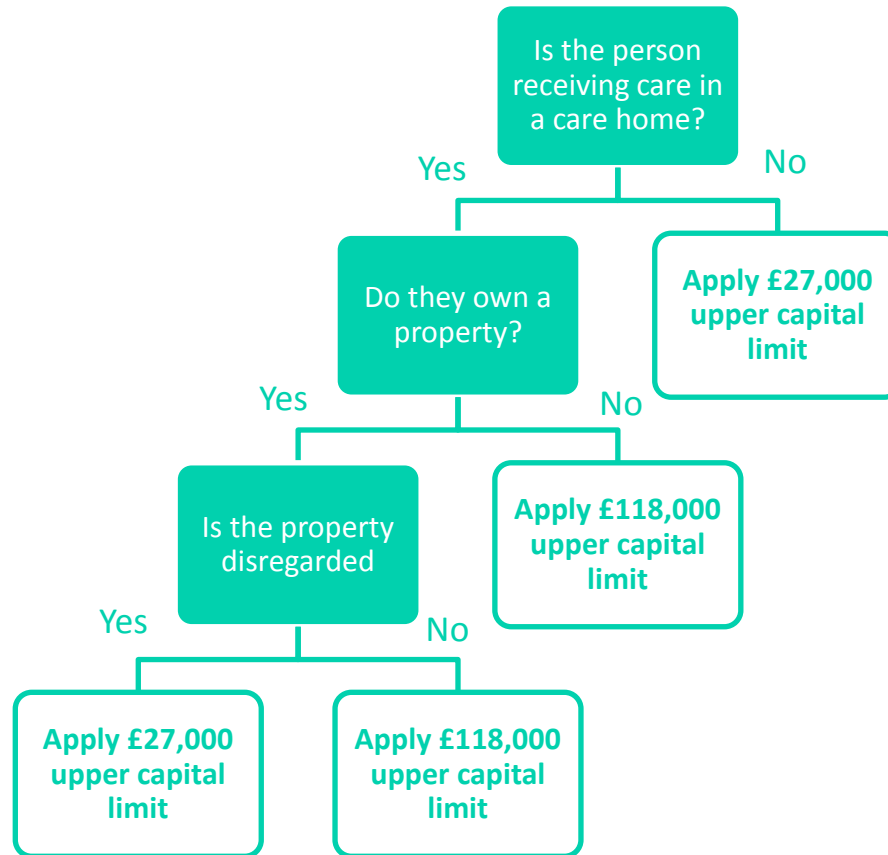 Is the person
receiving care in
a care home?
Yes
No
Do they own a
property?
Apply £27,000
upper capital
limit
Yes
No
Is the property
disregarded
Apply £118,000
upper capital
limit
Yes
No
Apply £27,000
upper capital
limit
Apply £118,000
upper capital
limit